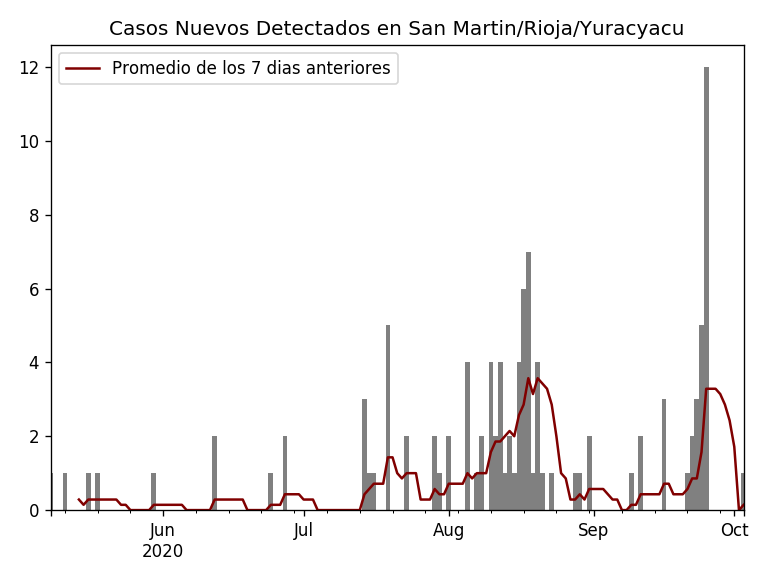 Casos Nuevos Detectados en San Martin/Rioja/Yuracyacu
Promedio de los 7 dias anteriores
12
10
8
6
4
2
0
Jun Jul Aug Sep Oct
2020